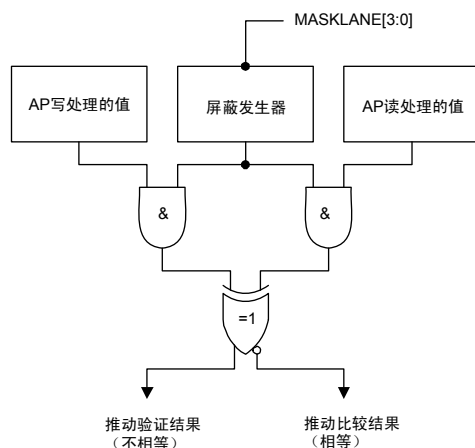 MASKLANE[3:0]
AP写处理的值
屏蔽发生器
AP读处理的值
&
&
=1
推动验证结果
（不相等）
推动比较结果
（相等）